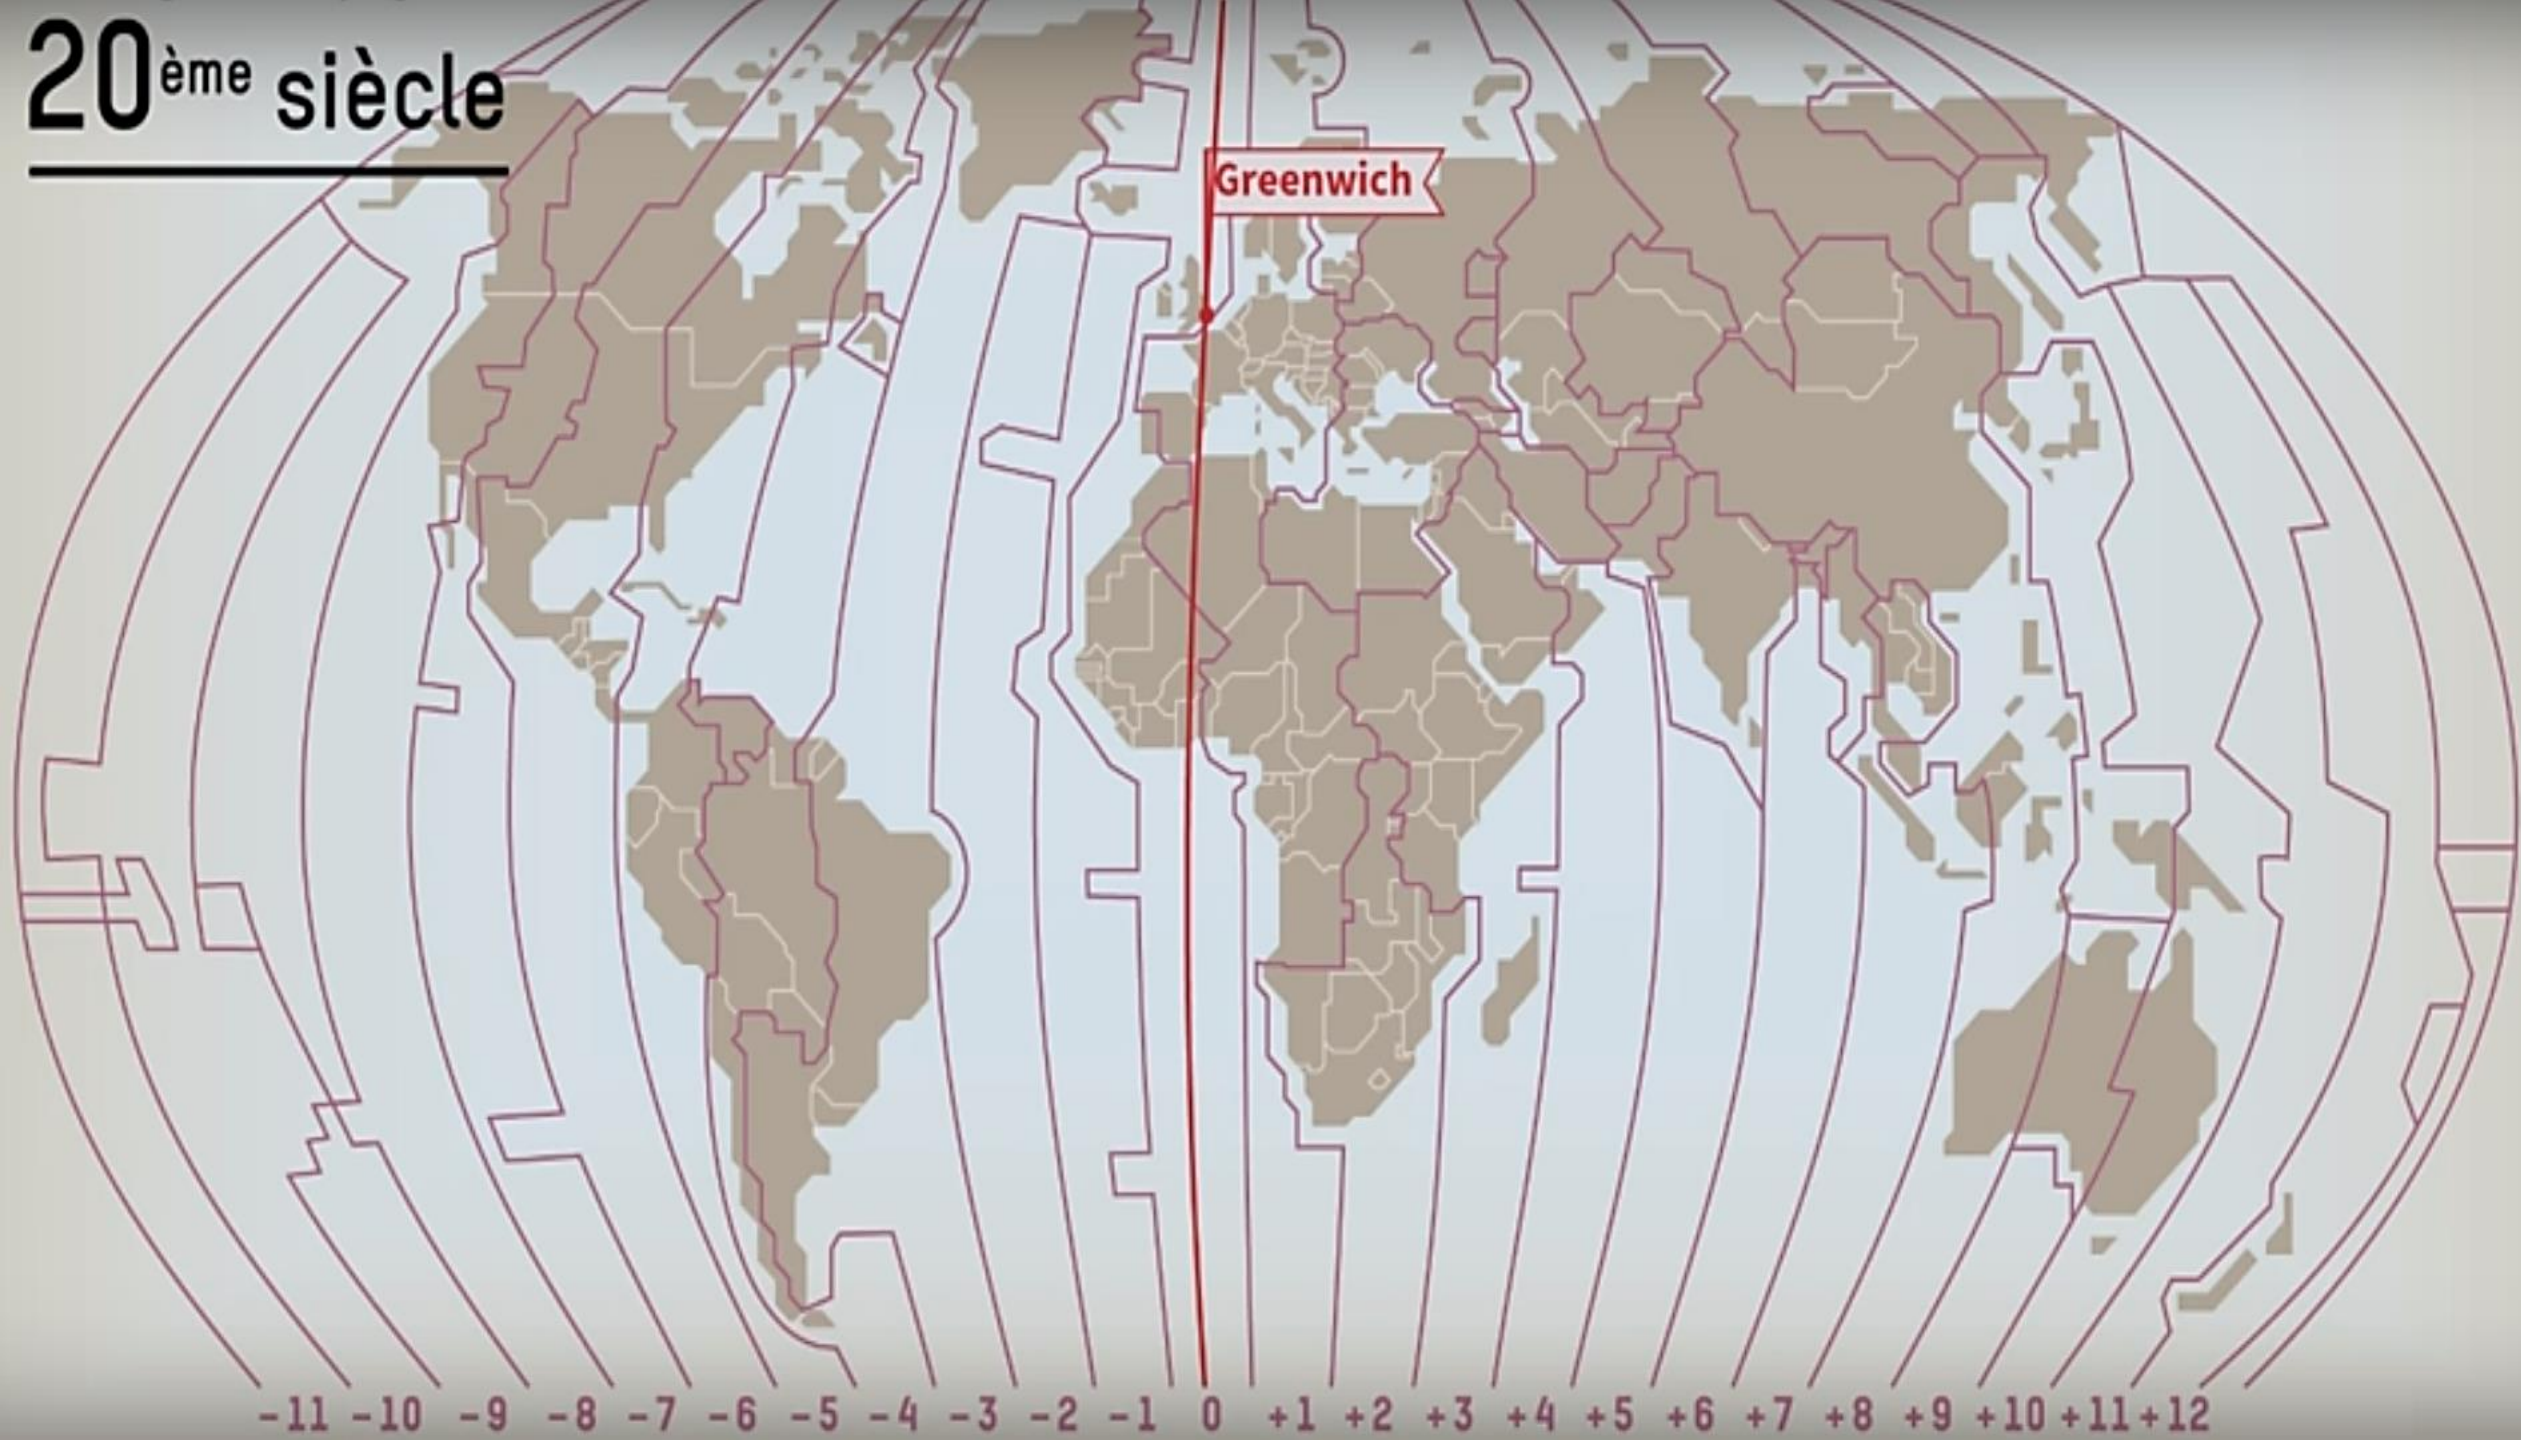 20ème siècle
Greenwich
-11 -10 -9 -8 -7 -6 -5 -4 -3 -2 -1 0 +1 +2 +3 +4 +5 +6 +7 +8 +9 +10 +11 +12